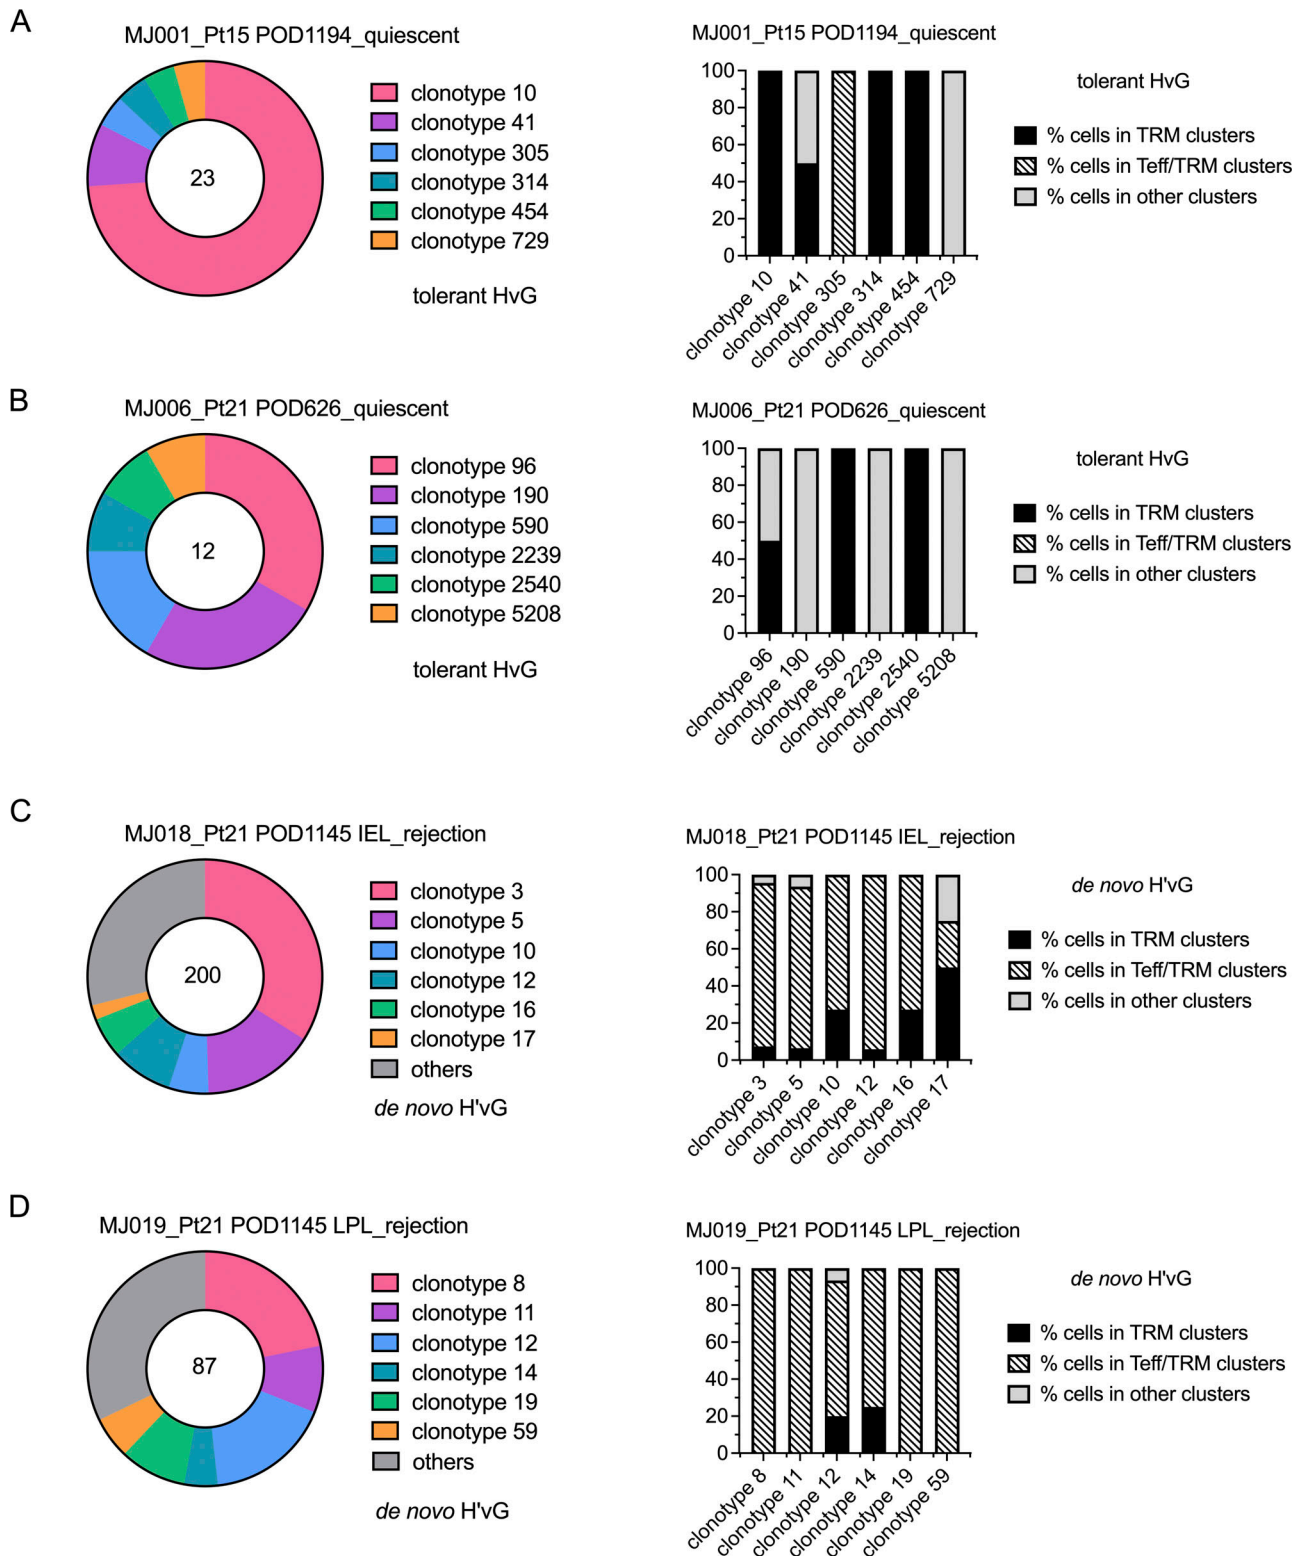 A
MJ001_Pt15 POD1194_quiescent
23
clonotype 10
clonotype 41
clonotype 305
clonotype 314
clonotype 454
clonotype 729
tolerant HvG
MJ001_Pt15 POD1194_quiescent
100
80
60
40
20
0
clonotype 10
clonotype 41
clonotype 305
clonotype 314
clonotype 454
clonotype 729
tolerant HvG
% cells in TRM clusters
% cells in Teff/TRM clusters
% cells in other clusters
B
MJ006_Pt21 POD626_quiescent
12
clonotype 96
clonotype 190
clonotype 590
clonotype 2239
clonotype 2540
clonotype 5208
tolerant HvG
MJ006_Pt21 POD626_quiescent
100
80
60
40
20
0
clonotype 96
clonotype 190
clonotype 590
clonotype 2239
clonotype 2540
clonotype 5208
tolerant HvG
% cells in TRM clusters
% cells in Teff/TRM clusters
% cells in other clusters
C
MJ018_Pt21 POD1145 IEL_rejection
200
clonotype 3
clonotype 5
clonotype 10
clonotype 12
clonotype 16
clonotype 17
others
de novo H'vG
MJ018_Pt21 POD1145 IEL_rejection
100
80
60
40
20
0
clonotype 3
clonotype 5
clonotype 10
clonotype 12
clonotype 16
clonotype 17
de novo H'vG
% cells in TRM clusters
% cells in Teff/TRM clusters
% cells in other clusters
D
MJ019_Pt21 POD1145 LPL_rejection
87
clonotype 8
clonotype 11
clonotype 12
clonotype 14
clonotype 19
clonotype 59
others
de novo H'vG
MJ019_Pt21 POD1145 LPL_rejection
100
80
60
40
20
0
clonotype 8
clonotype 11
clonotype 12
clonotype 14
clonotype 19
clonotype 59
de novo H'vG
% cells in TRM clusters
% cells in Teff/TRM clusters
% cells in other clusters